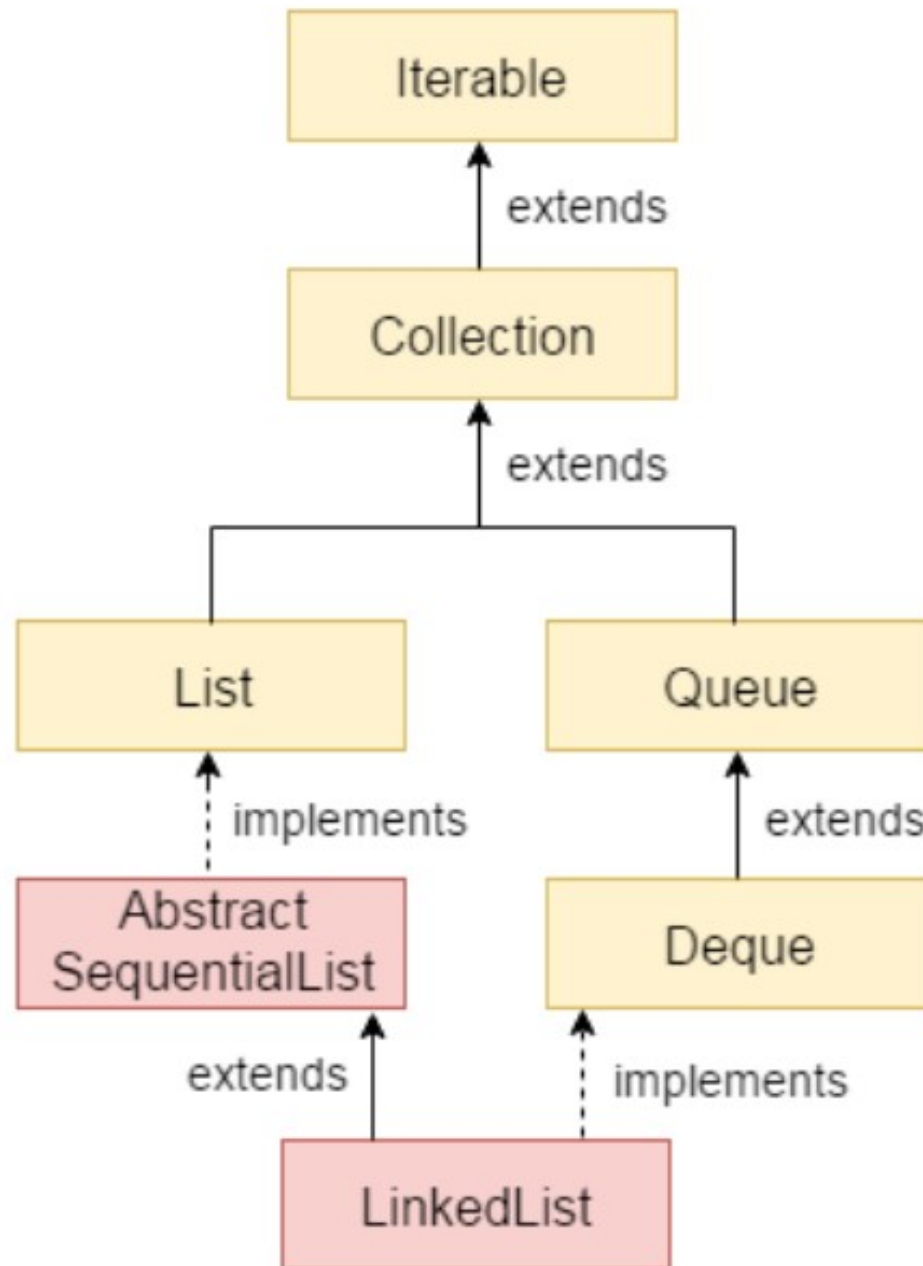 Iterable
extends
Collection
extends
List
Queue
implements
extends
Abstract
SequentialList
Deque
extends
implements
LinkedList